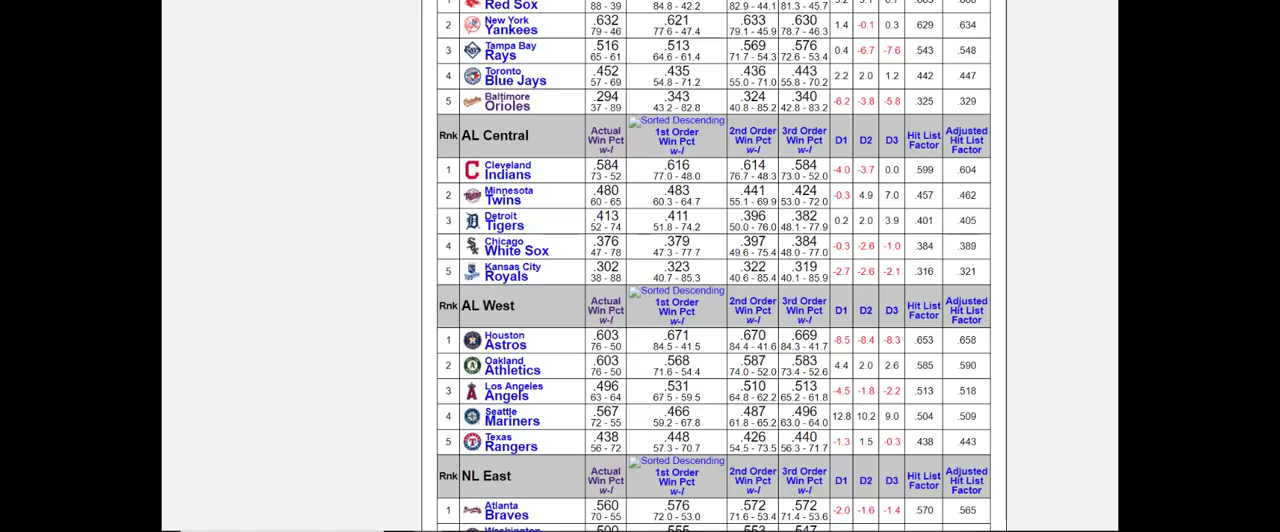 Red Sox 88 - 39 84.8 - 42.2 82.9 - 44.1 81.3 - 45.7
2 New York Yankees .632 79 - 46 .621 77.6 - 47.4 .633 79.1 - 45.9 .630 78.7 - 46.3 1.4 -0.1 0.3 .629 .634
3 Tampa Bay Rays .516 65 - 61 .513 64.6 - 61.4 .569 71.7 - 54.3 .576 72.6 - 53.4 0.4 -6.7 -7.6 .543 .548
4 Toronto Blue Jays .452 57 - 69 .435 54.8 - 71.2 .436 55.0 - 71.0 .443 55.8 - 70.2 2.2 2.0 1.2 .442 .447
5 Baltimore Orioles .294 37 - 89 .343 43.2 - 82.8 .324 40.8 - 85.2 .340 42.8 - 83.2 -6.2 -3.8 -5.8 .325 .329
Rnk AL Central Actual Win Pct w-l Sorted Descending 1st Order Win Pct w-l 2nd Order Win Pct w-l 3rd Order Win Pct w-l D1 D2 D3 Hit List Factor Adjusted Hit List Factor
1 Cleveland Indians .584 73 - 52 .616 77.0 - 48.0 .614 76.7 - 48.3 .584 73.0 - 52.0 -4.0 -3.7 0.0 .599 .604
2 Minnesota Twins .480 60 - 65 .483 60.3 - 64.7 .441 55.1 - 69.9 .424 53.0 - 72.0 -0.3 4.9 7.0 .457 .462
3 Detroit Tigers .413 52 - 74 .411 51.8 - 74.2 .396 50.0 - 76.0 .382 48.1 - 77.9 0.2 2.0 3.9 .401 .405
4 Chicago White Sox .376 47 - 78 .379 47.3 - 77.7 .397 49.6 - 75.4 .384 48.0 - 77.0 -0.3 -2.6 -1.0 .384 .389
5 Kansas City Royals .302 38 - 88 .323 40.7 - 85.3 .322 40.6 - 85.4 .319 40.1 - 85.9 -2.7 -2.6 -2.1 .316 .321
Rnk AL West Actual Win Pct w-l Sorted Descending 1st Order Win Pct w-l 2nd Order Win Pct w-l 3rd Order Win Pct w-l D1 D2 D3 Hit List Factor Adjusted Hit List Factor
1 Houston Astros .603 76 - 50 .671 84.5 - 41.5 .670 84.4 - 41.6 .669 84.3 - 41.7 -8.5 -8.4 -8.3 .653 .658
2 Oakland Athletics .603 76 - 50 .568 71.6 - 54.4 .587 74.0 - 52.0 .583 73.4 - 52.6 4.4 2.0 2.6 .585 .590
3 Los Angeles Angels .496 63 - 64 .531 67.5 - 59.5 .510 64.8 - 62.2 .513 65.2 - 61.8 -4.5 -1.8 -2.2 .513 .518
4 Seattle Mariners .567 72 - 55 .466 59.2 - 67.8 .487 61.8 - 65.2 .496 63.0 - 64.0 12.8 10.2 9.0 .504 .509
5 Texas Rangers .438 56 - 72 .448 57.3 - 70.7 .426 54.5 - 73.5 .440 56.3 - 71.7 -1.3 1.5 -0.3 .438 .443
Rnk NL East Actual Win Pct w-l Sorted Descending 1st Order Win Pct w-l 2nd Order Win Pct w-l 3rd Order Win Pct w-l D1 D2 D3 Hit List Factor Adjusted Hit List Factor
1 Atlanta Braves .560 70 - 55 .576 72.0 - 53.0 .572 71.6 - 53.4 .572 71.4 - 53.6 -2.0 -1.6 -1.4 .570 .565